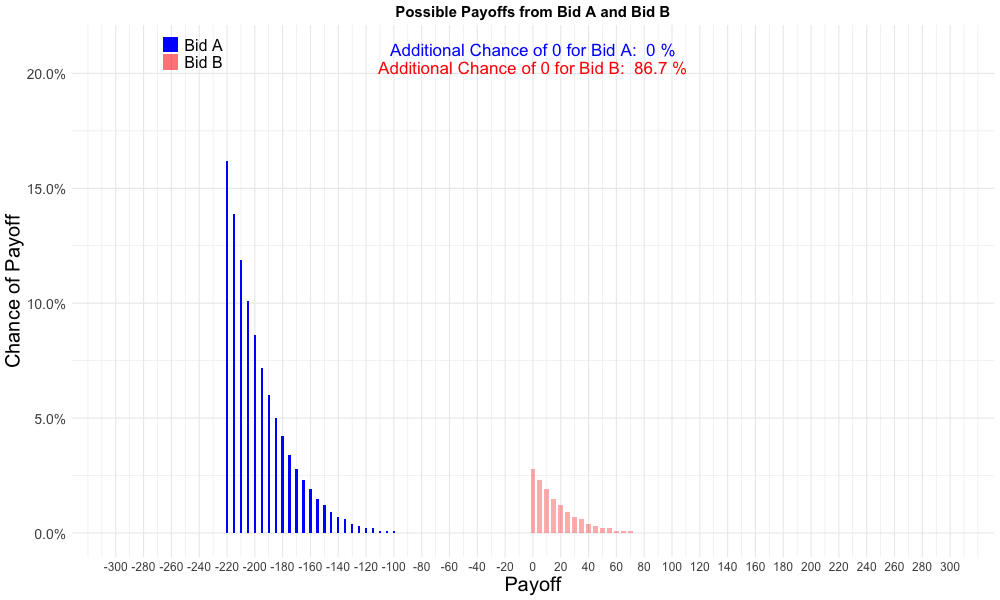 Possible Payoffs from Bid A and Bid B
Bid A
Bid B
Additional Chance of 0 for Bid A:  0 %
Additional Chance of 0 for Bid B:  86.7 %
Chance of Payoff
20.0%
15.0%
10.0%
5.0%
0.0%
-300 -280 -260 -240 -220 -200 -180 -160 -140 -120 -100 -80 -60 -40 -20 0 20 40 60 80 100 120 140 160 180 200 220 240 260 280 300
Payoff